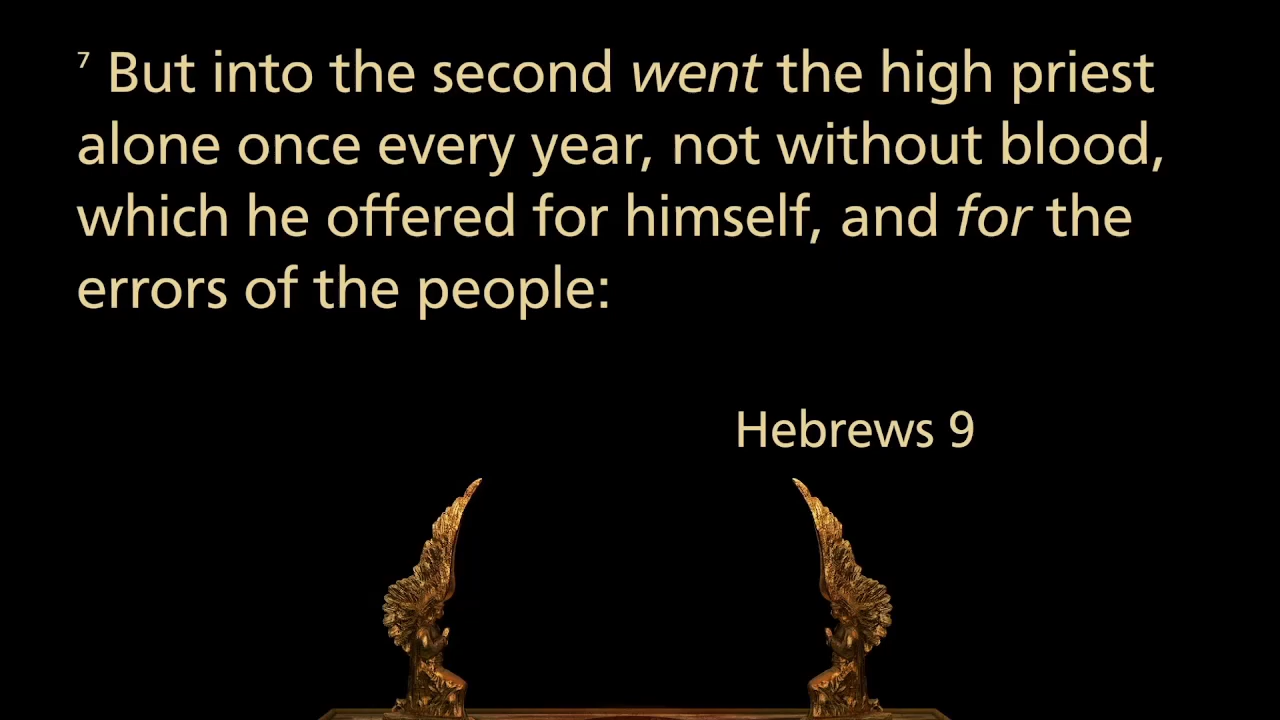 7 But into the second went the high priest
alone once every year, not without blood,
which he offered for himself, and for the
errors of the people:
Hebrews 9